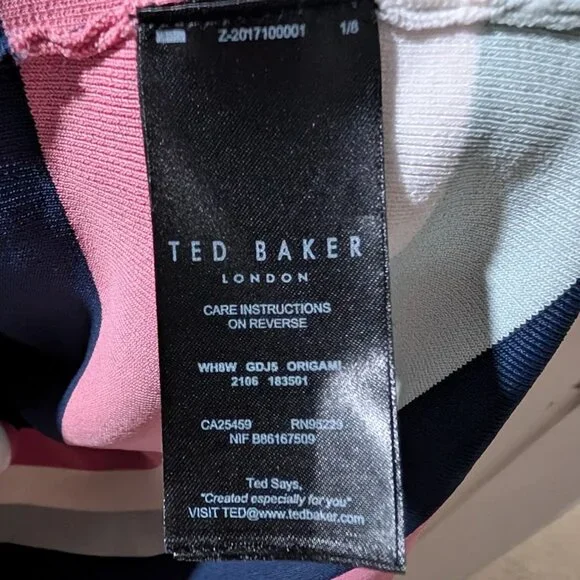 Z-2017100001 1/8
TED BAKER
LONDON
CARE INSTRUCTIONS
ON REVERSE
WH8W GDJ5 ORIGAMI
2106 183501
CA25459 RN95229
NIF B86167509
Ted Says,
"Created especially for you"
VISIT TED@www.tedbaker.com